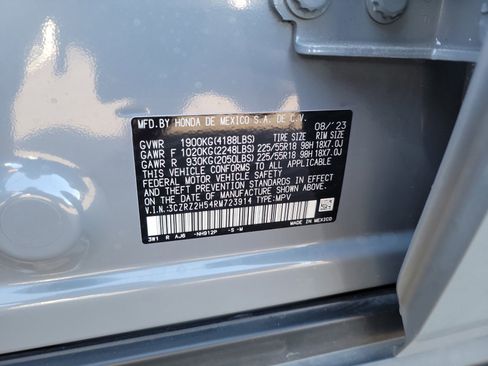 MFD.BY HONDA DE MEXICO S.A. DE C.V.
08/'23
GVWR 1900KG(4188LBS) TIRE SIZE RIM SIZE
GAWR F 1020KG(2248LBS) 225/55R18 98H 18X7.0J
GAWR R 930KG(2050LBS) 225/55R18 98H 18X7.0J
THIS VEHICLE CONFORMS TO ALL APPLICABLE
FEDERAL MOTOR VEHICLE SAFETY
STANDARDS IN EFFECT ON THE DATE
OF MANUFACTURE SHOWN ABOVE.
V.I.N.:3CZRZ2H54RM723914 TYPE:MPV
3W1 R AJ6 -NH912P -S -M
MADE IN MEXICO